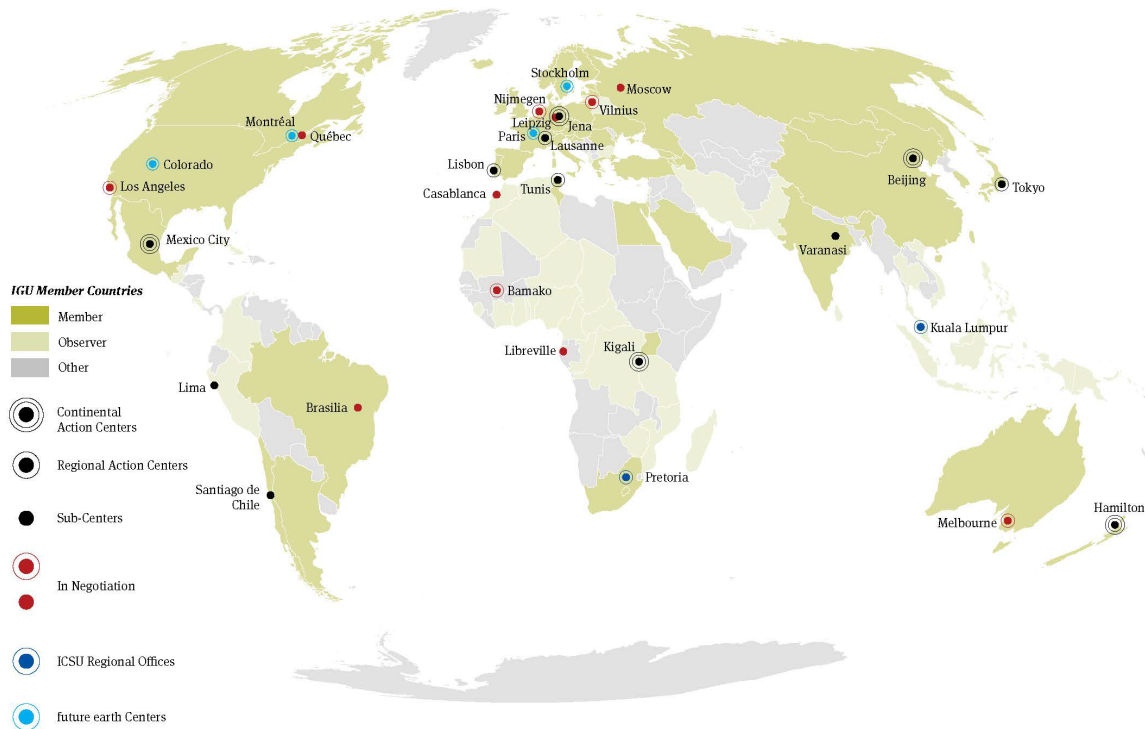 Stockholm
Moscow
Nijmegen
Vilnius
Leipzig
Jena
Montréal
Québec
Paris
Lausanne
Colorado
Lisbon
Los Angeles
Casablanca
Tunis
Beijing
Tokyo
Mexico City
Varanasi
IGU Member Countries
Member
Observer
Other
Bamako
Kuala Lumpur
Libreville
Kigali
Lima
Brasilia
Continental
Action Centers
Regional Action Centers
Pretoria
Santiago de
Chile
Sub-Centers
Melbourne
Hamilton
In Negotiation
ICSU Regional Offices
future earth Centers